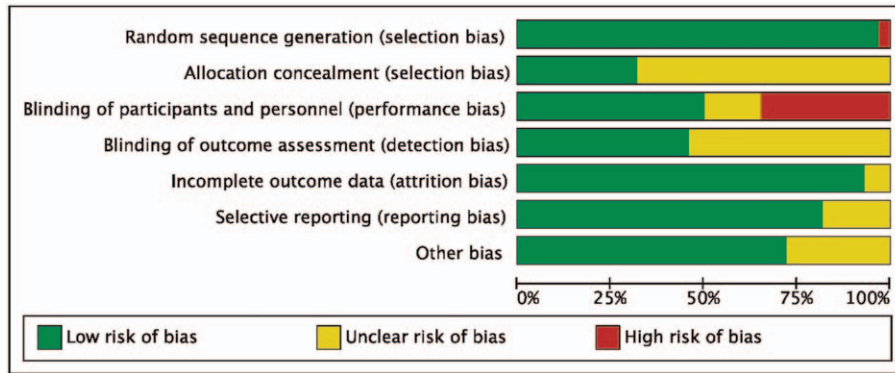 Random sequence generation (selection bias)
Allocation concealment (selection bias)
Blinding of participants and personnel (performance bias)
Blinding of outcome assessment (detection bias)
Incomplete outcome data (attrition bias)
Selective reporting (reporting bias)
Other bias
0% 25% 50% 75% 100%
Low risk of bias Unclear risk of bias High risk of bias